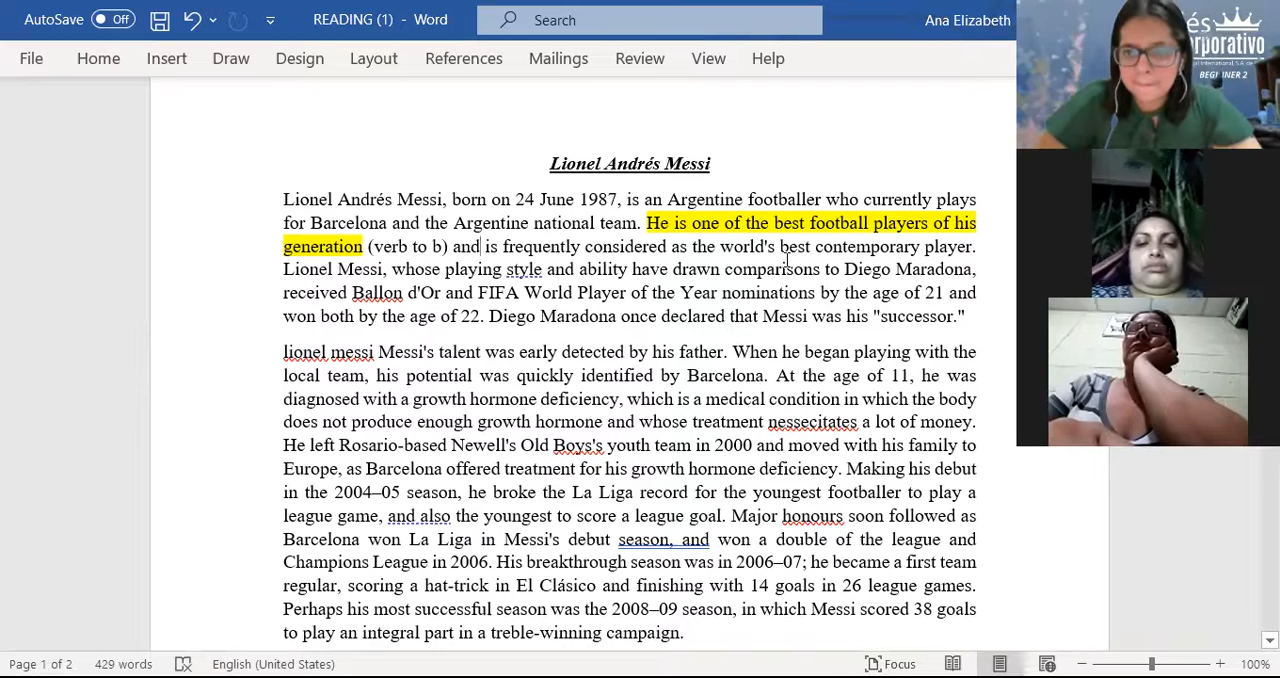 AutoSave Off READING (1) - Word Search Ana Elizabeth
File Home Insert Draw Design Layout References Mailings Review View Help
és
rporativo
BEGINNER 2
Lionel Andrés Messi
Lionel Andrés Messi, born on 24 June 1987, is an Argentine footballer who currently plays
for Barcelona and the Argentine national team. He is one of the best football players of his
generation (verb to b) and is frequently considered as the world's best contemporary player.
Lionel Messi, whose playing style and ability have drawn comparisons to Diego Maradona,
received Ballon d'Or and FIFA World Player of the Year nominations by the age of 21 and
won both by the age of 22. Diego Maradona once declared that Messi was his "successor."
lionel messi Messi's talent was early detected by his father. When he began playing with the
local team, his potential was quickly identified by Barcelona. At the age of 11, he was
diagnosed with a growth hormone deficiency, which is a medical condition in which the body
does not produce enough growth hormone and whose treatment nessecitates a lot of money.
He left Rosario-based Newell's Old Boys's youth team in 2000 and moved with his family to
Europe, as Barcelona offered treatment for his growth hormone deficiency. Making his debut
in the 2004–05 season, he broke the La Liga record for the youngest footballer to play a
league game, and also the youngest to score a league goal. Major honours soon followed as
Barcelona won La Liga in Messi's debut season, and won a double of the league and
Champions League in 2006. His breakthrough season was in 2006–07; he became a first team
regular, scoring a hat-trick in El Clásico and finishing with 14 goals in 26 league games.
Perhaps his most successful season was the 2008–09 season, in which Messi scored 38 goals
to play an integral part in a treble-winning campaign.
Page 1 of 2 429 words English (United States) Focus 100%